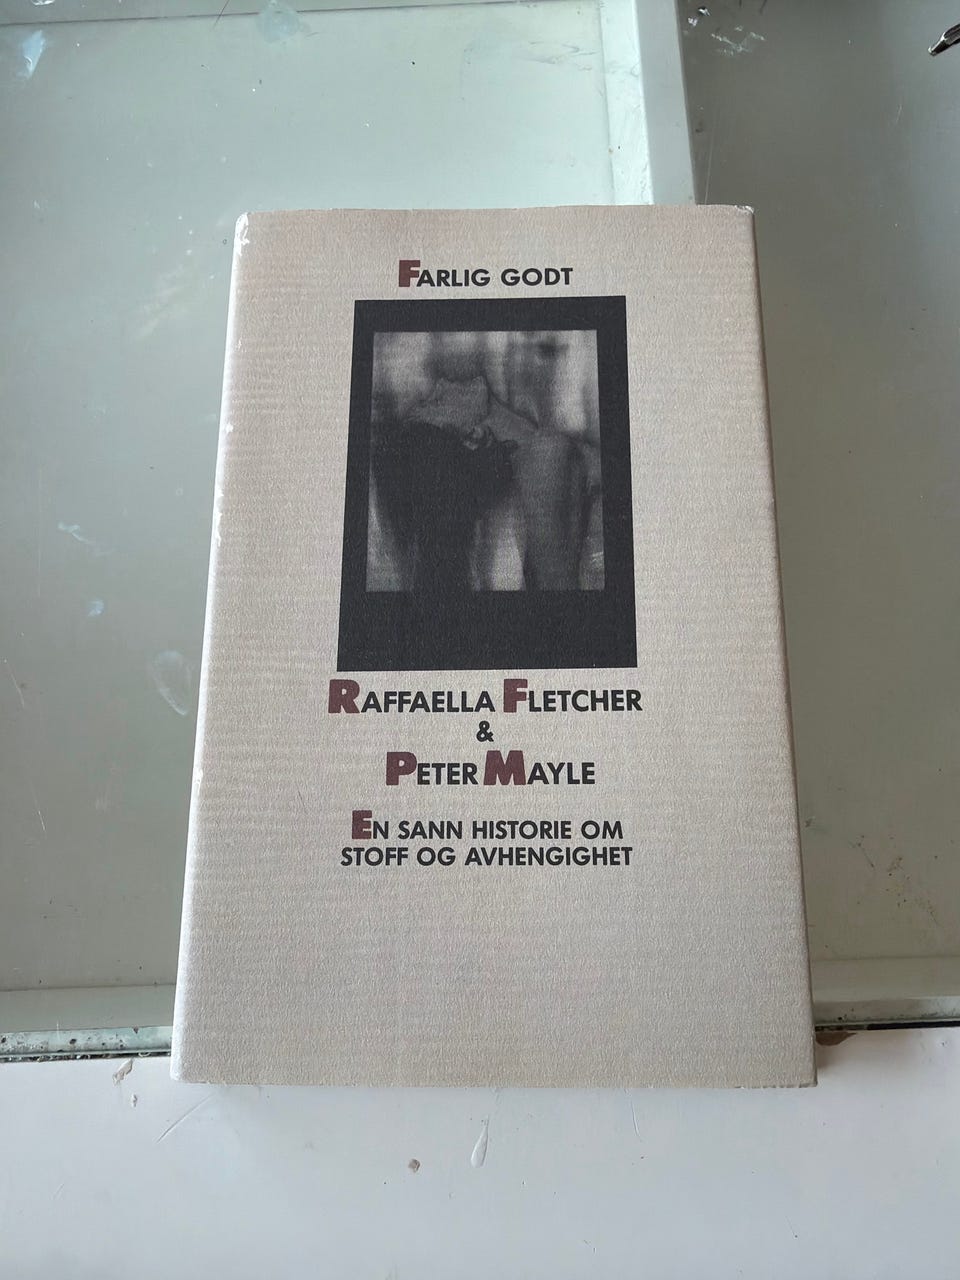 FARLIG GODT
RAFFAELLA FLETCHER
&
PETER MAYLE
EN SANN HISTORIE OM
STOFF OG AVHENGIGHET